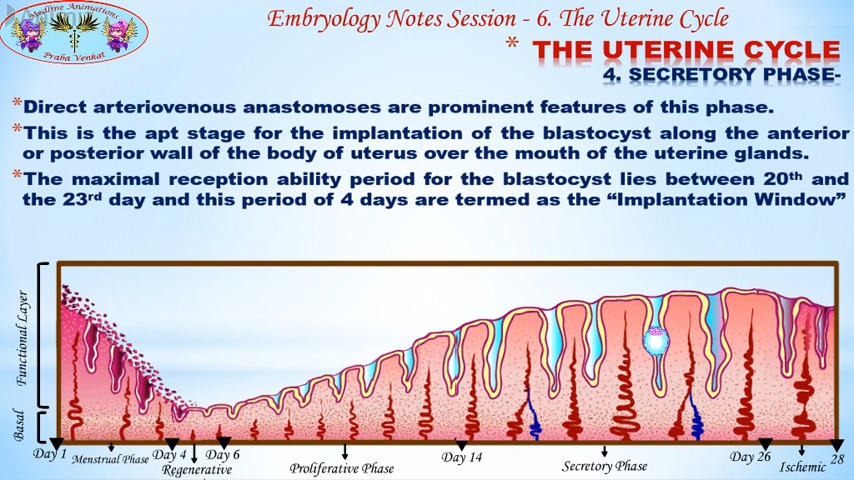 Medline Animations
Praba Venkat
Embryology Notes Session - 6. The Uterine Cycle
* THE UTERINE CYCLE
4. SECRETORY PHASE-
*Direct arteriovenous anastomoses are prominent features of this phase.
*This is the apt stage for the implantation of the blastocyst along the anterior
or posterior wall of the body of uterus over the mouth of the uterine glands.
*The maximal reception ability period for the blastocyst lies between 20th and
the 23rd day and this period of 4 days are termed as the “Implantation Window”
Functional Layer
Basal
Day 1
Menstrual Phase
Day 4
Regenerative
Day 6
Proliferative Phase
Day 14
Secretory Phase
Day 26
Ischemic
28